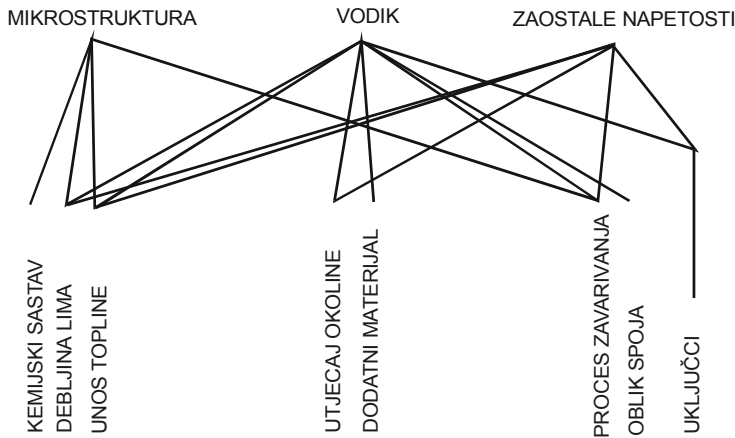 MIKROSTRUKTURA
VODIK
ZAOSTALE NAPETOSTI
KEMIJSKI SASTAV
DEBLJINA LIMA
UNOS TOPLINE
UTJECAJ OKOLINE
DODATNI MATERIJAL
PROCES ZAVARIVANJA
OBLIK SPOJA
UKLJUČCI